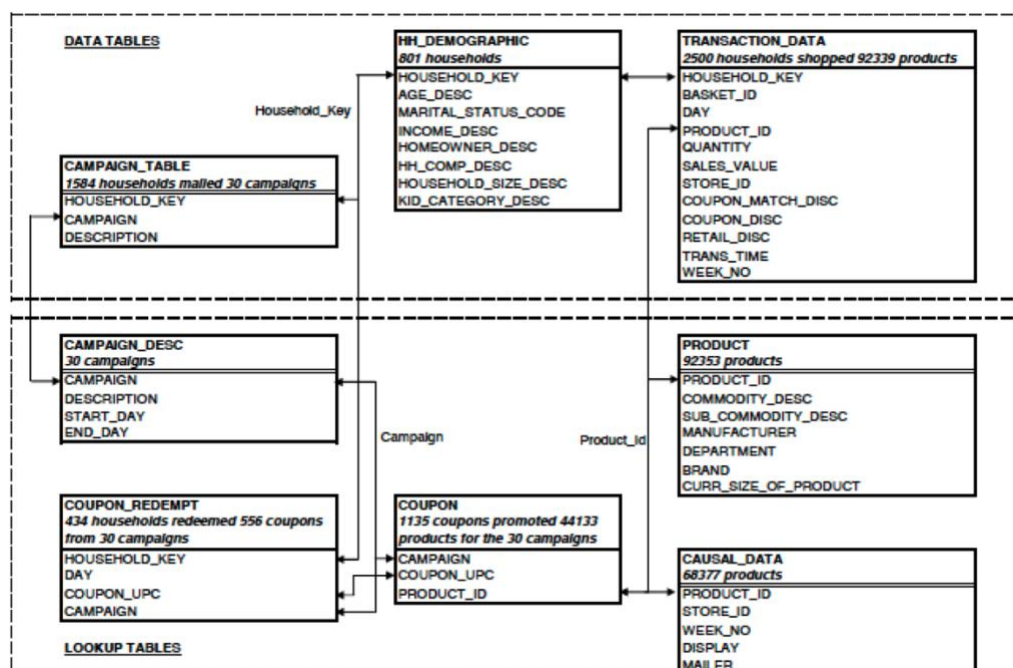 DATA TABLES
HH_DEMOGRAPHIC
801 households
HOUSEHOLD_KEY
AGE_DESC
MARITAL_STATUS_CODE
INCOME_DESC
HOMEOWNER_DESC
HH_COMP_DESC
HOUSEHOLD_SIZE_DESC
KID_CATEGORY_DESC
TRANSACTION_DATA
2500 households shopped 92339 products
HOUSEHOLD_KEY
BASKET_ID
DAY
PRODUCT_ID
QUANTITY
SALES_VALUE
STORE_ID
COUPON_MATCH_DISC
COUPON_DISC
RETAIL_DISC
TRANS_TIME
WEEK_NO
Household_Key
CAMPAIGN_TABLE
1584 households mailed 30 campaigns
HOUSEHOLD_KEY
CAMPAIGN
DESCRIPTION
CAMPAIGN_DESC
30 campaigns
CAMPAIGN
DESCRIPTION
START_DAY
END_DAY
Campaign
Product_Id
PRODUCT
92353 products
PRODUCT_ID
COMMODITY_DESC
SUB_COMMODITY_DESC
MANUFACTURER
DEPARTMENT
BRAND
CURR_SIZE_OF_PRODUCT
COUPON_REDEMPT
434 households redeemed 556 coupons
from 30 campaigns
HOUSEHOLD_KEY
DAY
COUPON_UPC
CAMPAIGN
COUPON
1135 coupons promoted 44133
products for the 30 campaigns
CAMPAIGN
COUPON_UPC
PRODUCT_ID
CAUSAL_DATA
68377 products
PRODUCT_ID
STORE_ID
WEEK_NO
DISPLAY
MAILER
LOOKUP TABLES